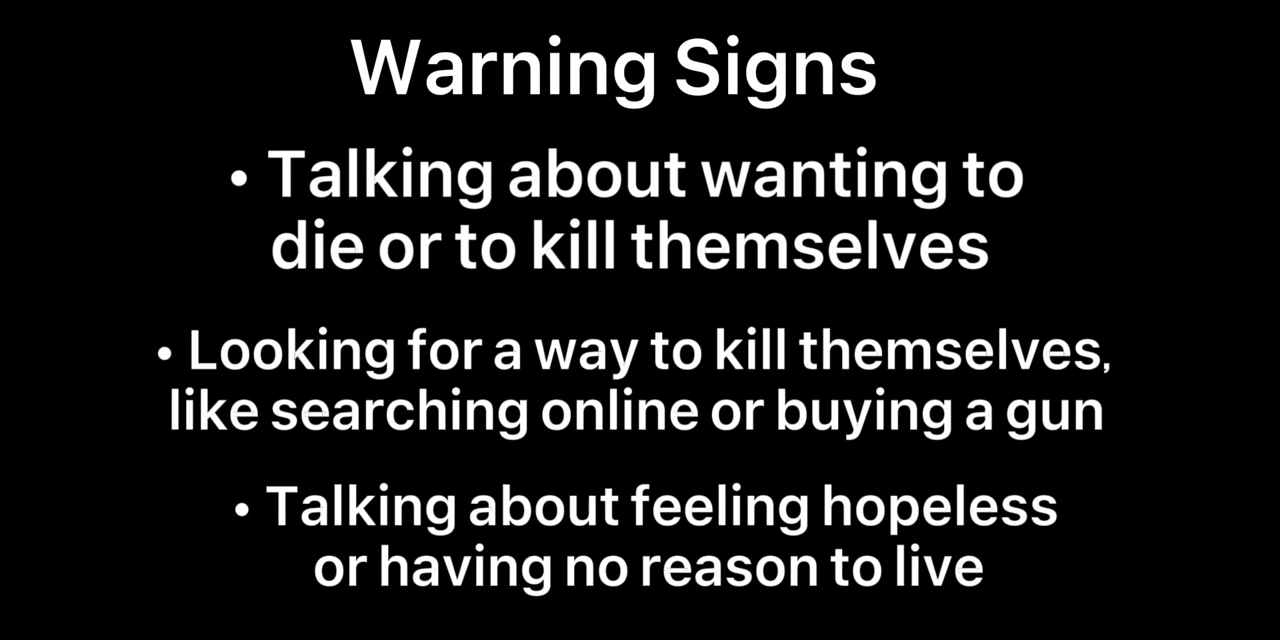 Warning Signs
• Talking about wanting to
die or to kill themselves
• Looking for a way to kill themselves,
like searching online or buying a gun
• Talking about feeling hopeless
or having no reason to live